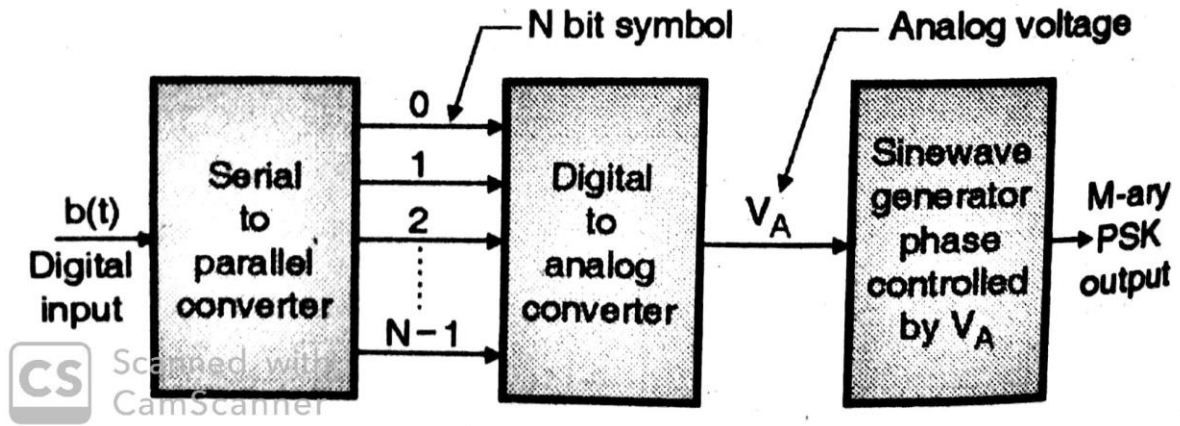 N bit symbol
Analog voltage
b(t)
Digital
input
Serial
to
parallel
converter
0
1
2
N-1
Digital
to
analog
converter
V_A
Sinewave
generator
phase
controlled
by V_A
M-ary
PSK
output
CS
Scanned with
CamScanner